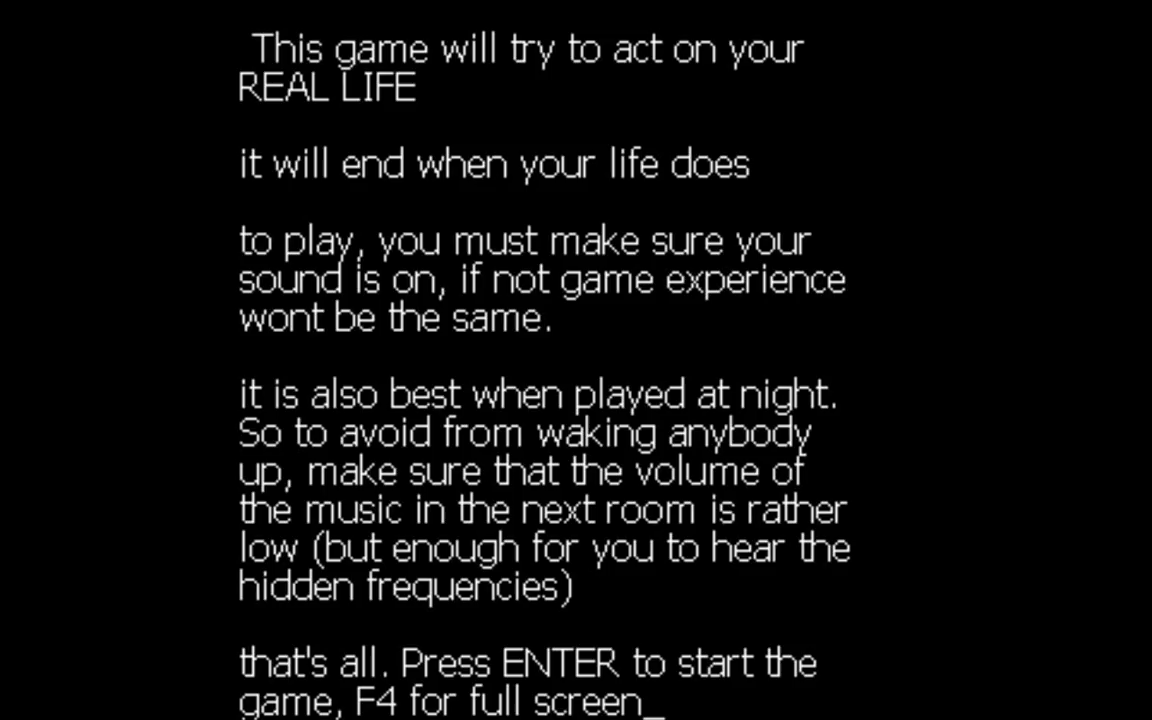 This game will try to act on your
REAL LIFE
it will end when your life does
to play, you must make sure your
sound is on, if not game experience
wont be the same.
it is also best when played at night.
So to avoid from waking anybody
up, make sure that the volume of
the music in the next room is rather
low (but enough for you to hear the
hidden frequencies)
that's all. Press ENTER to start the
game, F4 for full screen_